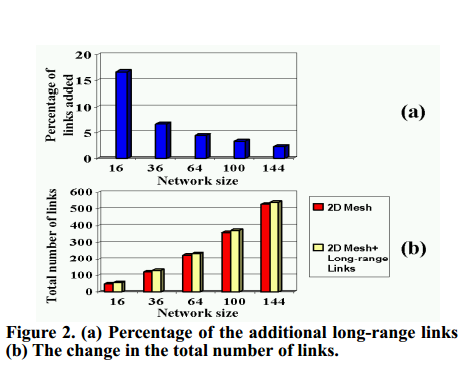 20
15
10
5
0
Percentage of
links added
16 36 64 100 144
Network size
(a)
600
500
400
300
200
100
0
Total number of links
16 36 64 100 144
Network size
2D Mesh
2D Mesh+
Long-range
Links
(b)
Figure 2. (a) Percentage of the additional long-range links
(b) The change in the total number of links.